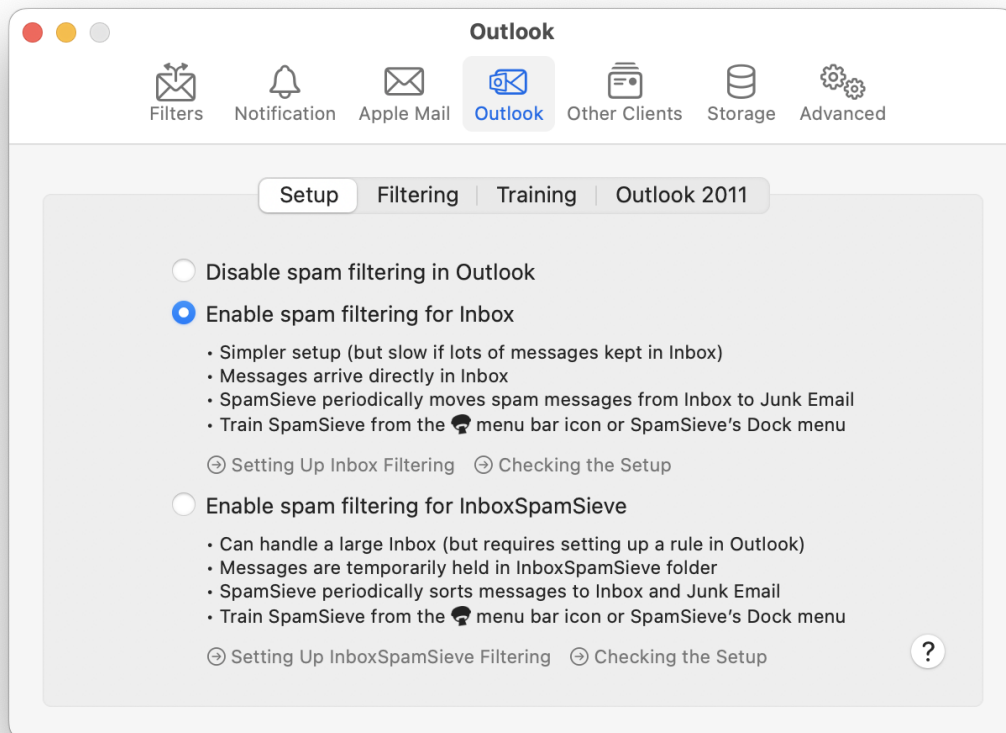 Outlook
Filters Notification Apple Mail Outlook Other Clients Storage Advanced
Setup Filtering Training Outlook 2011
Disable spam filtering in Outlook
Enable spam filtering for Inbox
• Simpler setup (but slow if lots of messages kept in Inbox)
• Messages arrive directly in Inbox
• SpamSieve periodically moves spam messages from Inbox to Junk Email
• Train SpamSieve from the menu bar icon or SpamSieve’s Dock menu
Setting Up Inbox Filtering Checking the Setup
Enable spam filtering for InboxSpamSieve
• Can handle a large Inbox (but requires setting up a rule in Outlook)
• Messages are temporarily held in InboxSpamSieve folder
• SpamSieve periodically sorts messages to Inbox and Junk Email
• Train SpamSieve from the menu bar icon or SpamSieve’s Dock menu
Setting Up InboxSpamSieve Filtering Checking the Setup
?